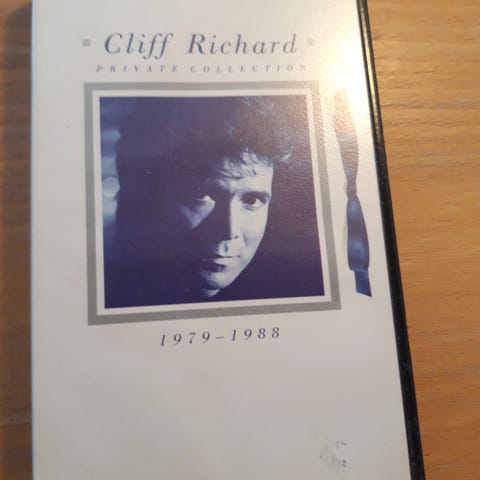 Cliff Richard
PRIVATE COLLECTION
1979–1988